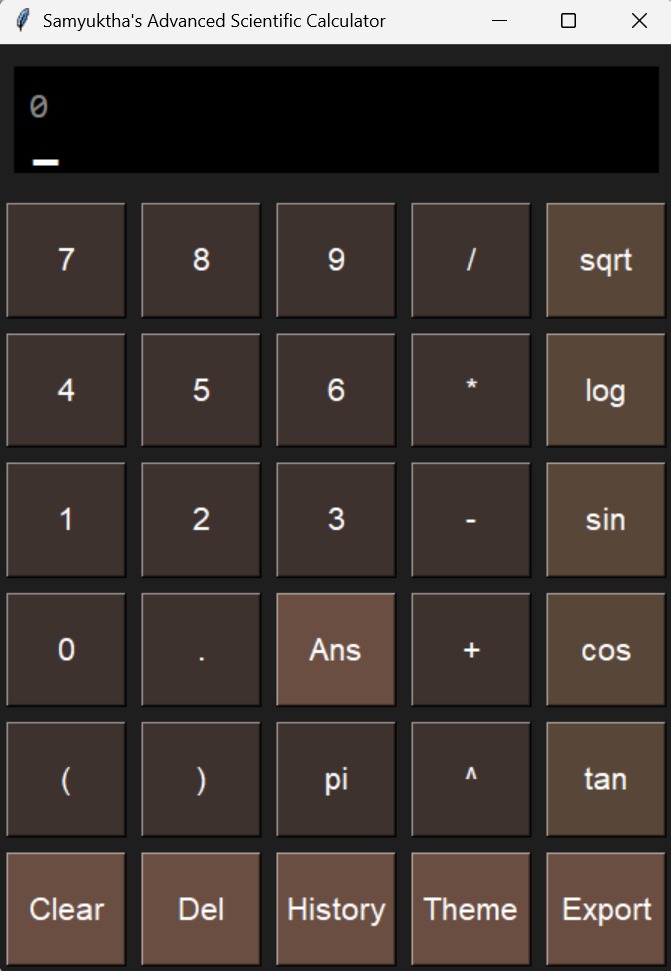 Samyuktha's Advanced Scientific Calculator
0
7 8 9 / sqrt
4 5 6 * log
1 2 3 - sin
0 . Ans + cos
( ) pi ^ tan
Clear Del History Theme Export